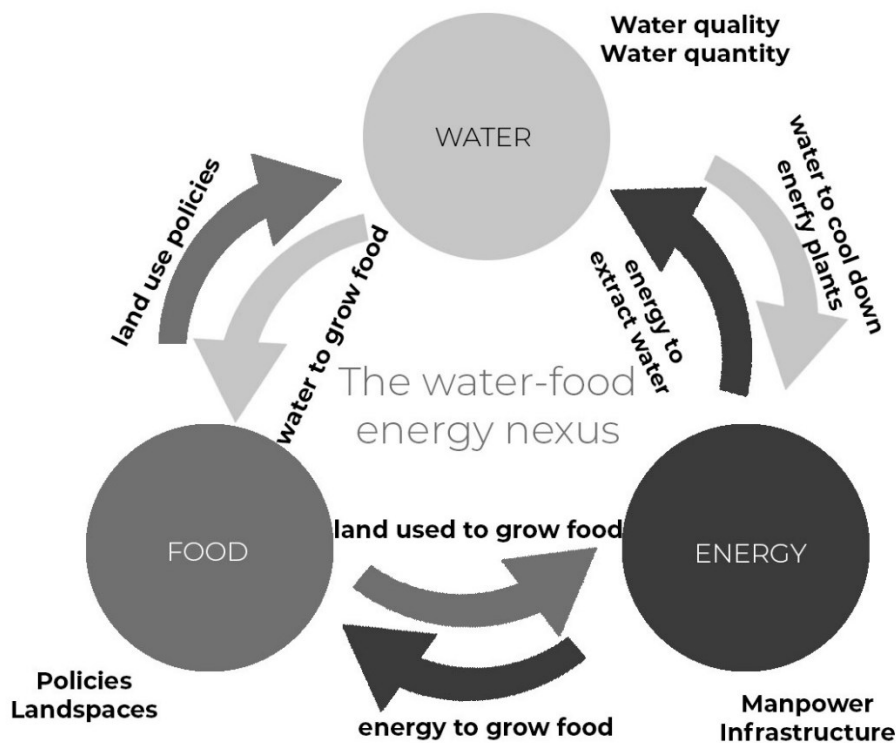 Water quality
Water quantity
WATER
land use policies
water to grow food
water to cool down
enerfy plants
energy to
extract water
The water-food
energy nexus
FOOD
land used to grow food
ENERGY
Policies
Landspaces
energy to grow food
Manpower
Infrastructure